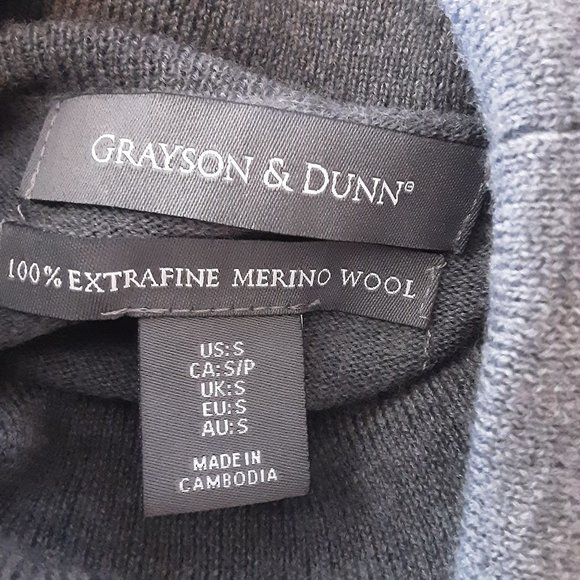 GRAYSON & DUNN®
100% EXTRAFINE MERINO WOOL
US: S
CA: S/P
UK: S
EU: S
AU: S
MADE IN
CAMBODIA